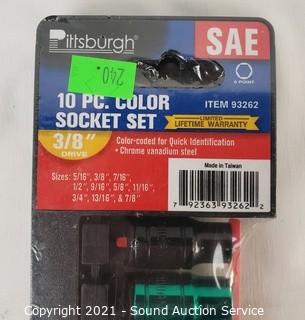 Pittsburgh®
SAE
240.
6 POINT
10 PC. COLOR
SOCKET SET
ITEM 93262
LIMITED
LIFETIME WARRANTY
3/8"
DRIVE
Color-coded for Quick Identification
• Chrome vanadium steel
Made in Taiwan
Sizes: 5/16", 3/8", 7/16",
1/2", 9/16", 5/8", 11/16",
3/4", 13/16", & 7/8"
7 92363 93262 2
Copyright 2021 - Sound Auction Service